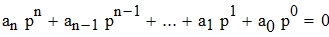 aₙ pⁿ + aₙ₋₁ pⁿ⁻¹ + ... + a₁ p¹ + a₀ p⁰ = 0